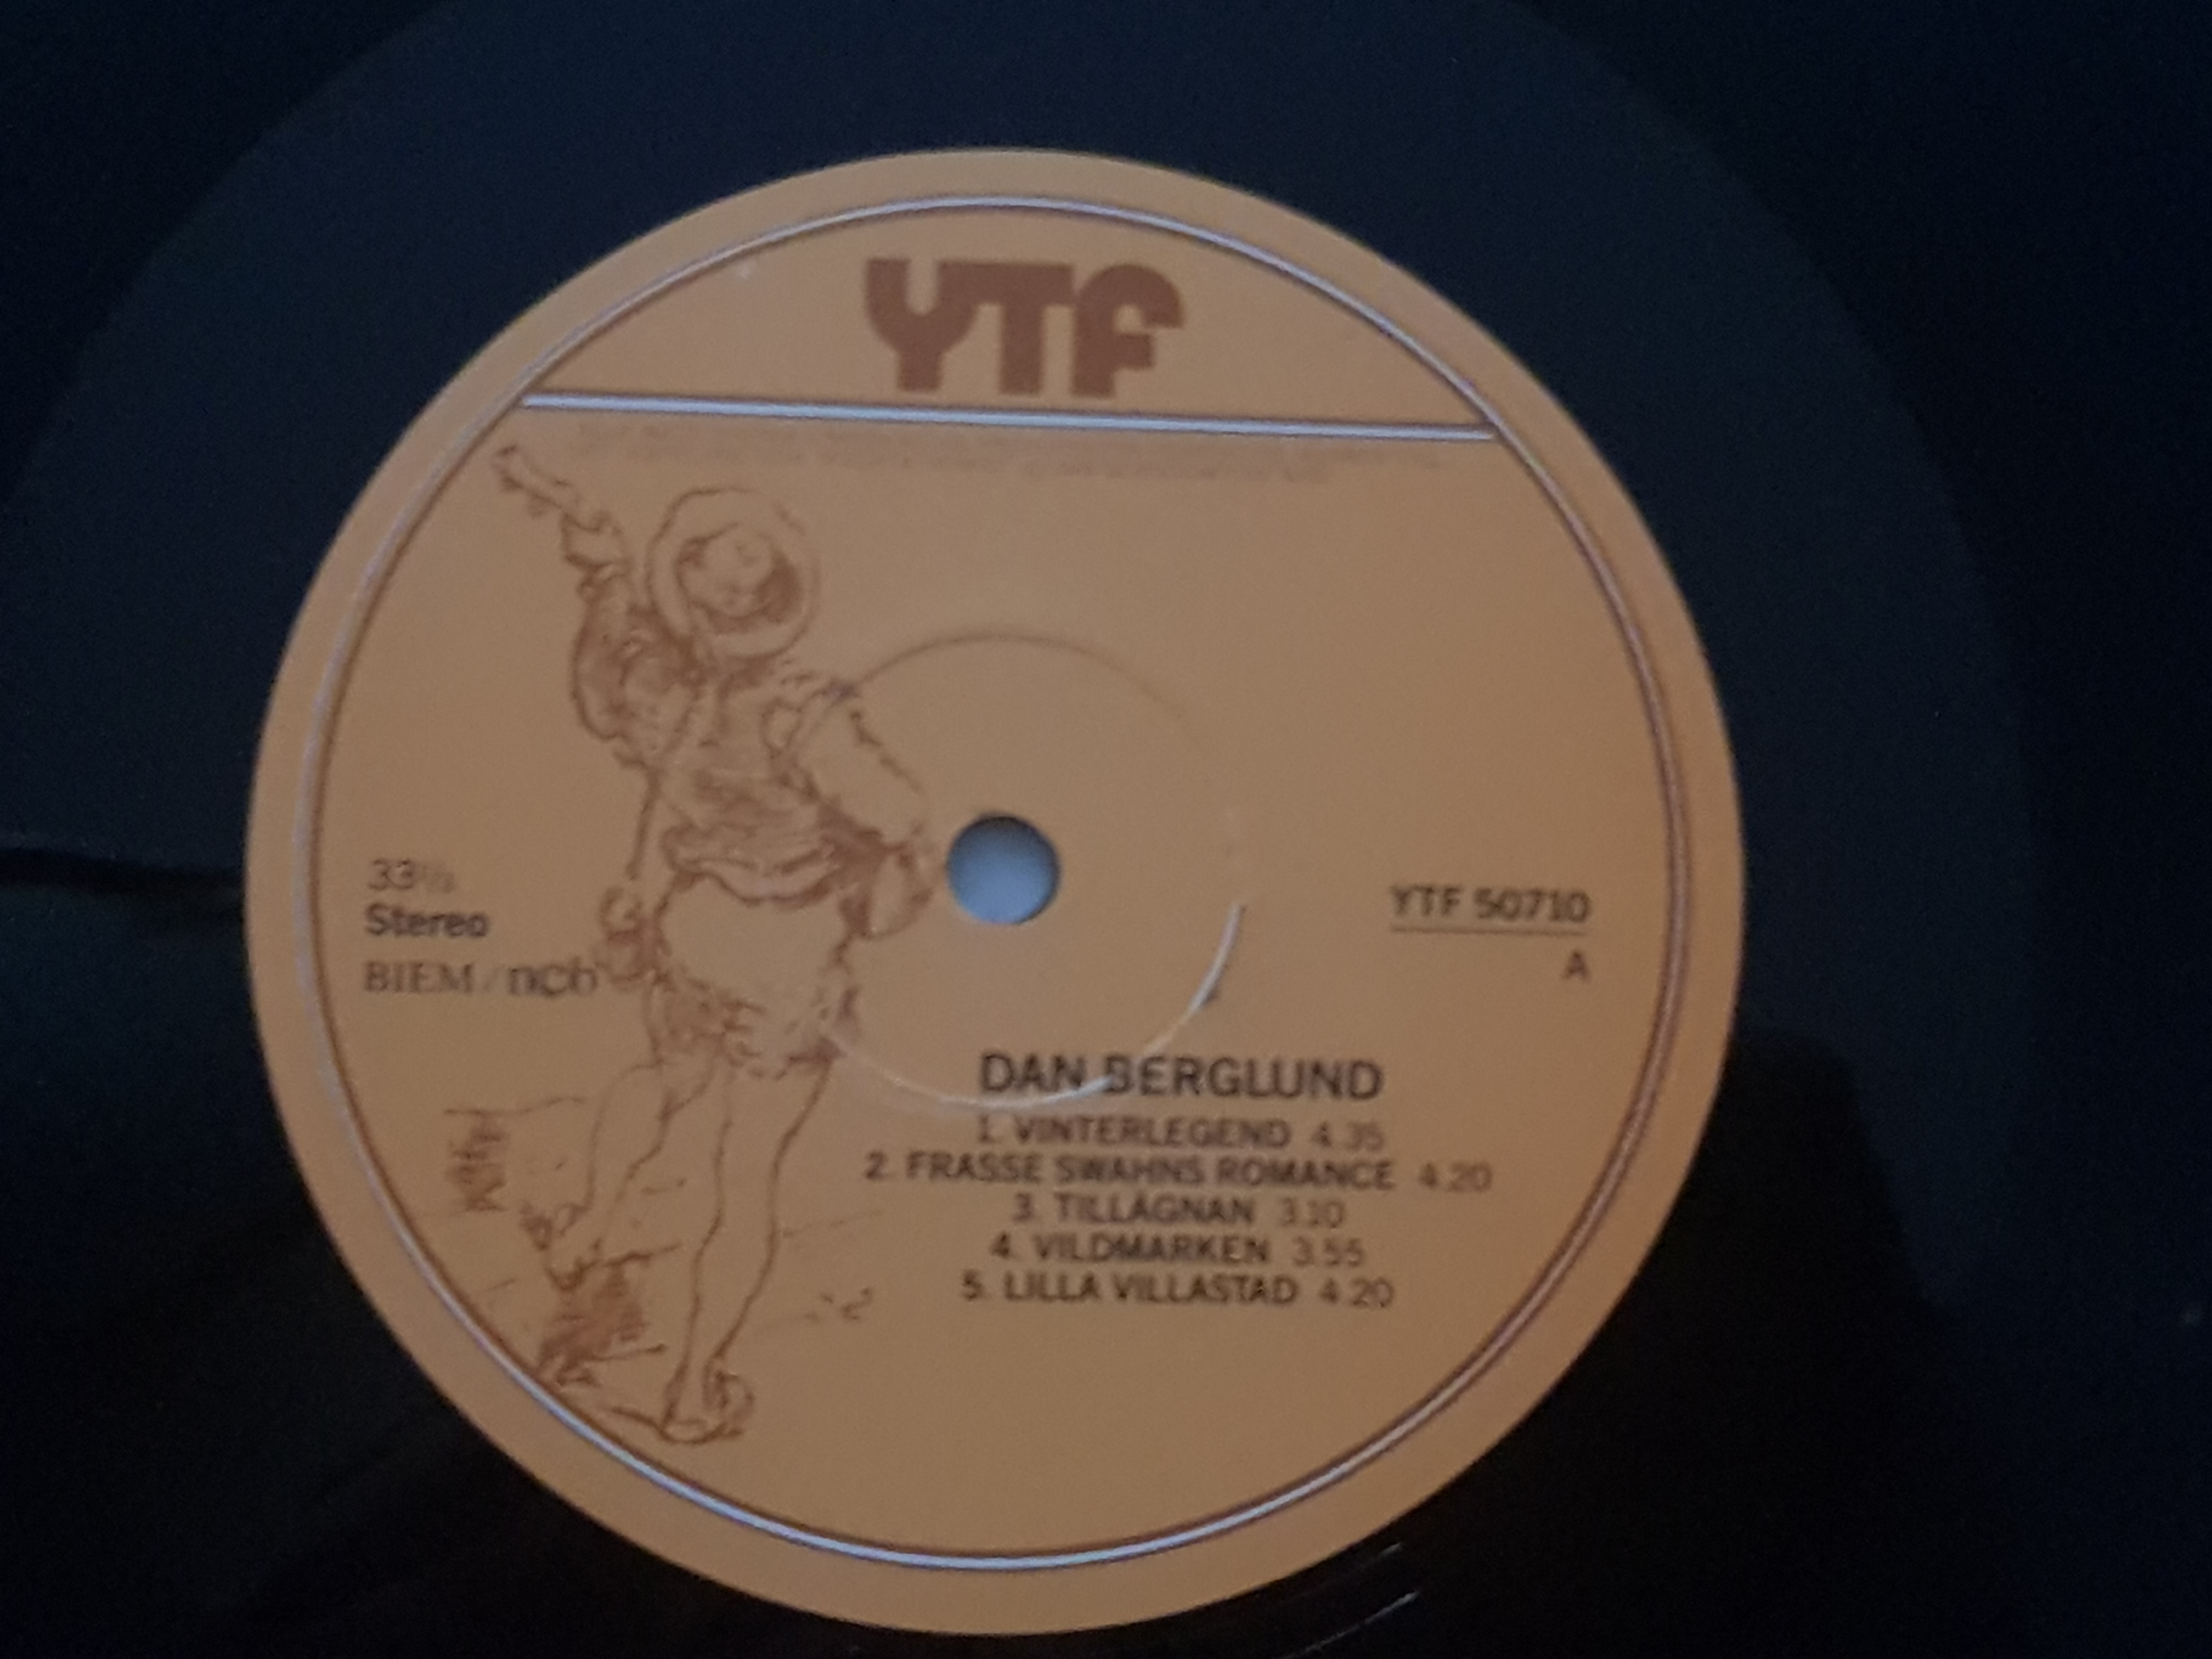 YTF
33⅓
Stereo
BIEM / ncb
YTF 50710
A
DAN BERGLUND
1. VINTERLEGEND 4.35
2. FRASSE SWAHNS ROMANCE 4.20
3. TILLÄGNAN 3.10
4. VILDMARKEN 3.55
5. LILLA VILLASTAD 4.20